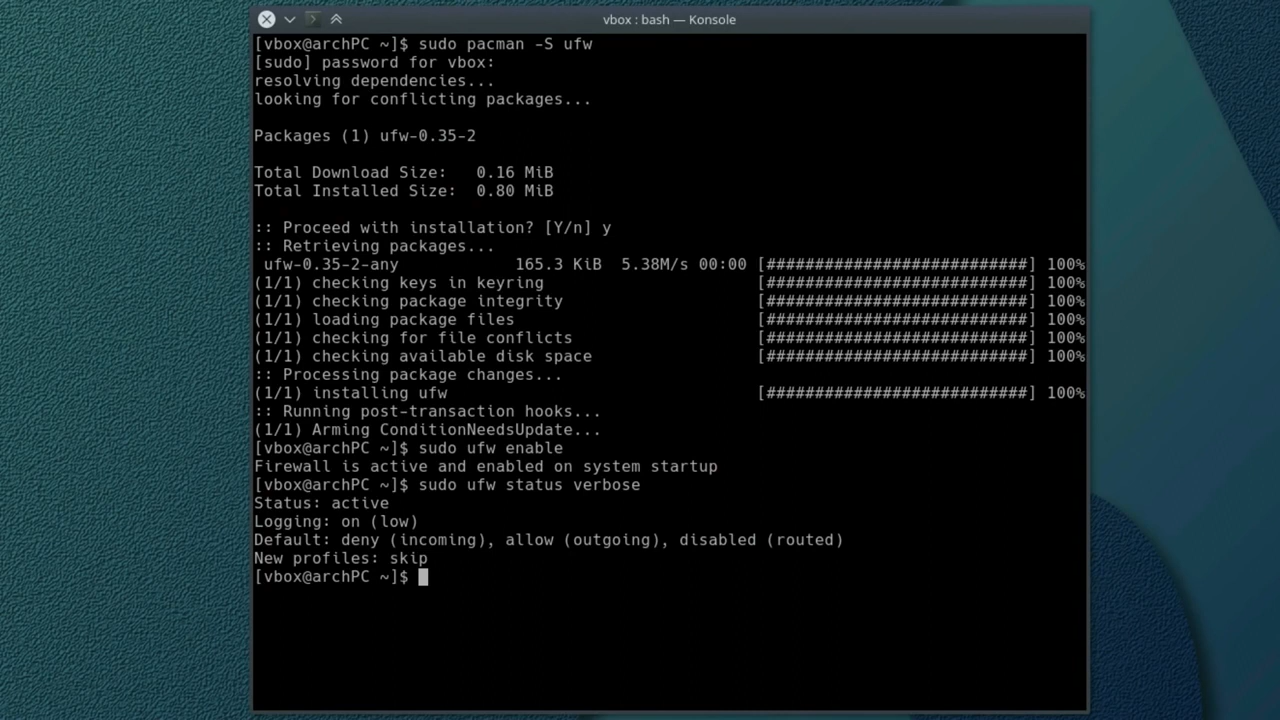 vbox : bash — Konsole
[vbox@archPC ~]$ sudo pacman -S ufw
[sudo] password for vbox:
resolving dependencies...
looking for conflicting packages...
Packages (1) ufw-0.35-2
Total Download Size:   0.16 MiB
Total Installed Size:  0.80 MiB
:: Proceed with installation? [Y/n] y
:: Retrieving packages...
 ufw-0.35-2-any            165.3 KiB  5.38M/s 00:00 [###########################] 100%
(1/1) checking keys in keyring                      [###########################] 100%
(1/1) checking package integrity                    [###########################] 100%
(1/1) loading package files                         [###########################] 100%
(1/1) checking for file conflicts                   [###########################] 100%
(1/1) checking available disk space                 [###########################] 100%
:: Processing package changes...
(1/1) installing ufw                                [###########################] 100%
:: Running post-transaction hooks...
(1/1) Arming ConditionNeedsUpdate...
[vbox@archPC ~]$ sudo ufw enable
Firewall is active and enabled on system startup
[vbox@archPC ~]$ sudo ufw status verbose
Status: active
Logging: on (low)
Default: deny (incoming), allow (outgoing), disabled (routed)
New profiles: skip
[vbox@archPC ~]$